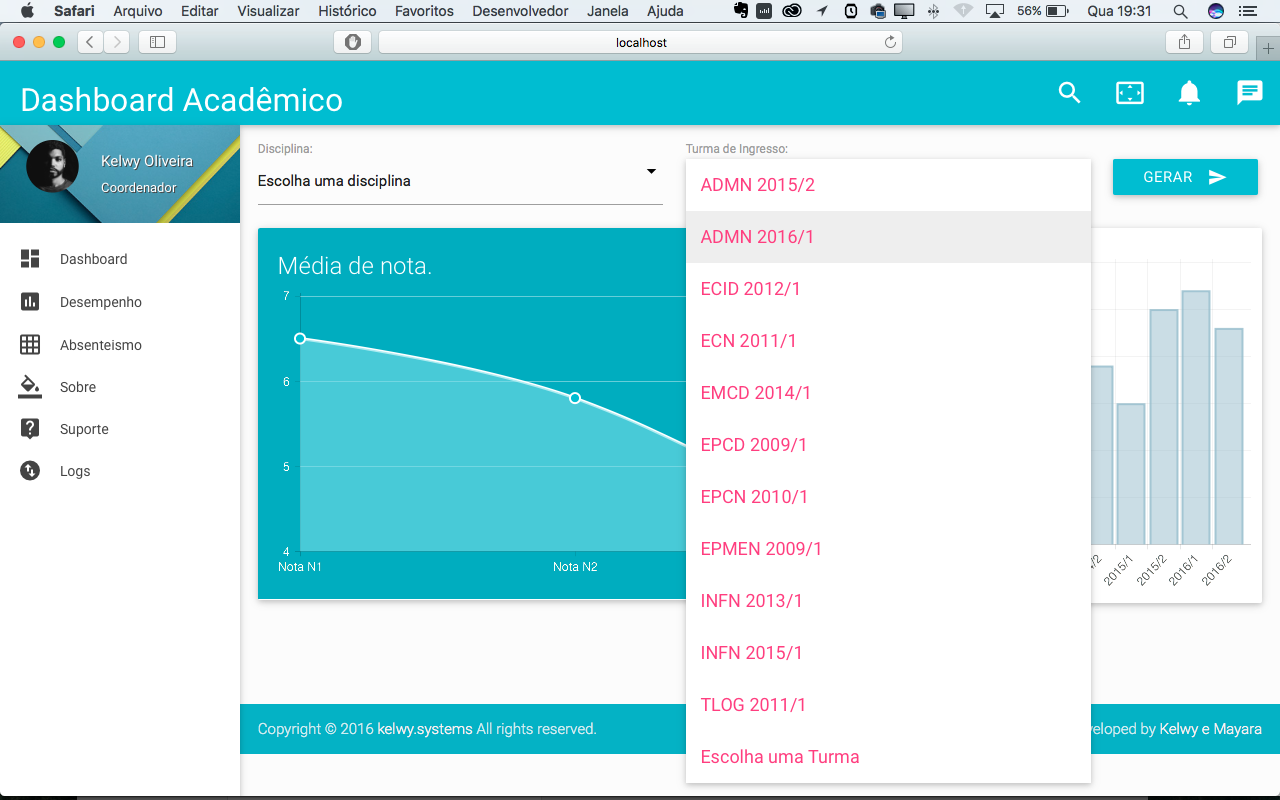 Safari Arquivo Editar Visualizar Histórico Favoritos Desenvolvedor Janela Ajuda 56% Qua 19:31
localhost
Dashboard Acadêmico
Kelwy Oliveira
Coordenador
Dashboard
Desempenho
Absenteismo
Sobre
Suporte
Logs
Disciplina:
Escolha uma disciplina
Turma de Ingresso:
ADMN 2015/2
ADMN 2016/1
ECID 2012/1
ECN 2011/1
EMCD 2014/1
EPCD 2009/1
EPCN 2010/1
EPMEN 2009/1
INFN 2013/1
INFN 2015/1
TLOG 2011/1
Escolha uma Turma
GERAR
Média de nota.
7
6
5
4
Nota N1 Nota N2
2015/1 2015/2 2016/1 2016/2
Copyright © 2016 kelwy.systems All rights reserved.
by Kelwy e Mayara